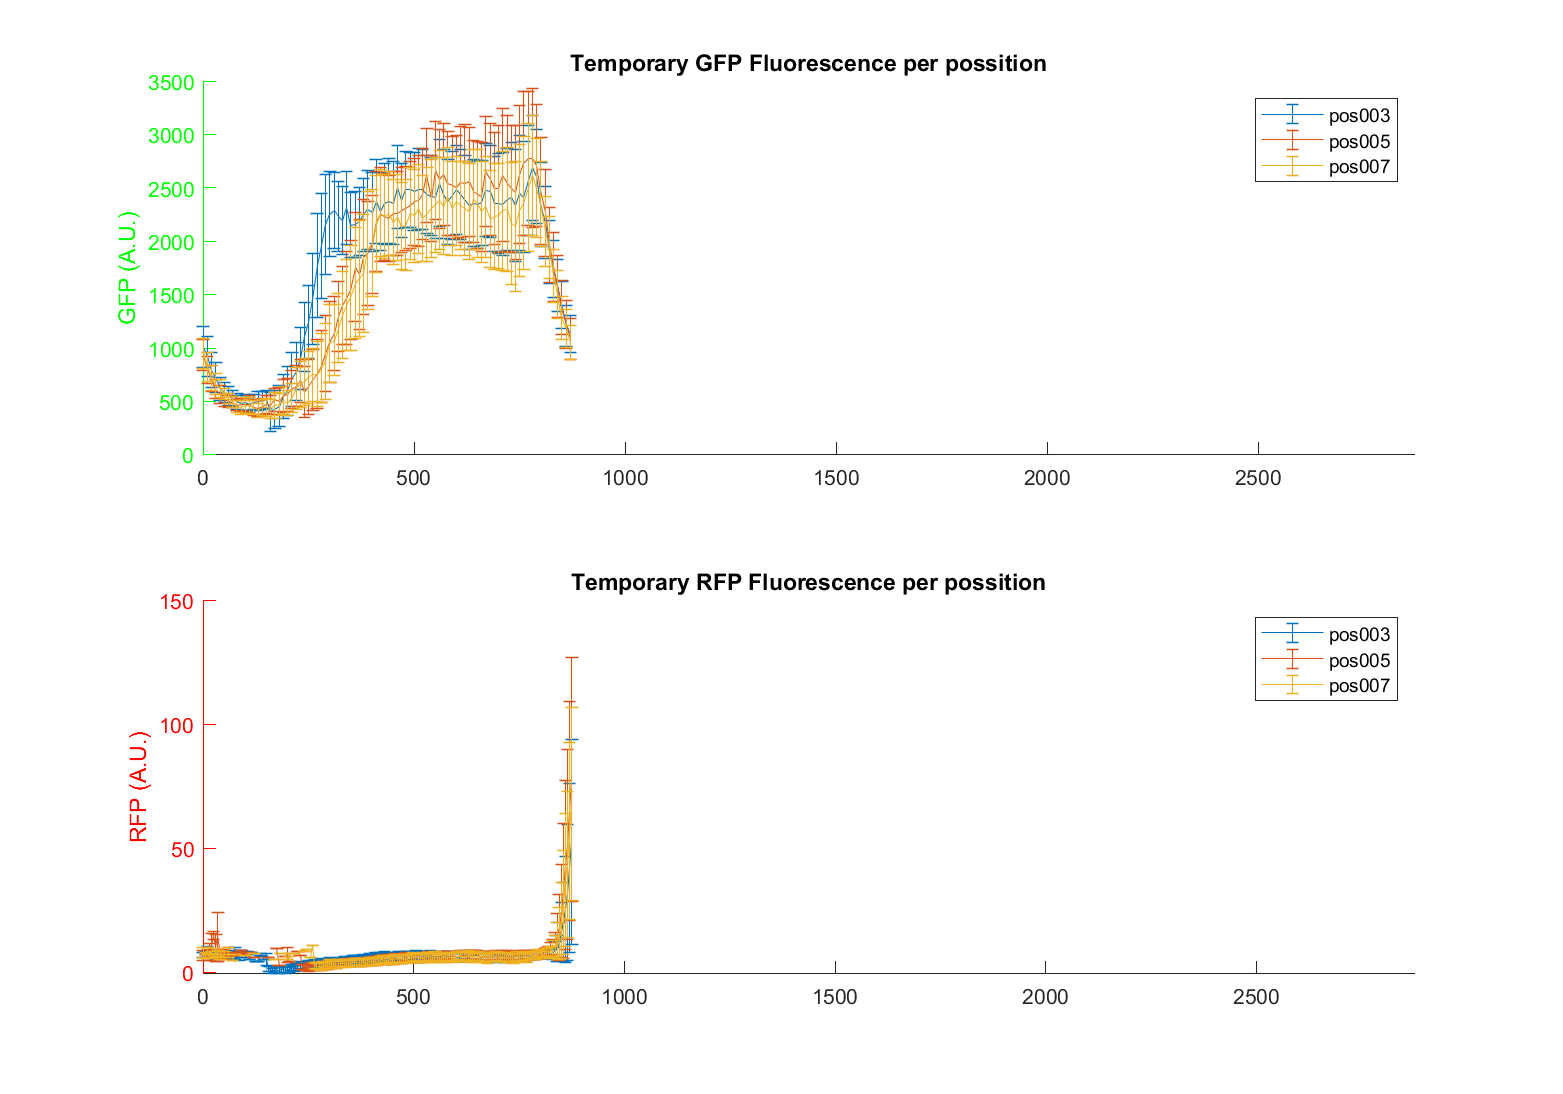 Temporary GFP Fluorescence per possition
3500
3000
2500
2000
1500
1000
500
0
GFP (A.U.)
pos003
pos005
pos007
0 500 1000 1500 2000 2500
Temporary RFP Fluorescence per possition
150
100
50
0
RFP (A.U.)
pos003
pos005
pos007
0 500 1000 1500 2000 2500